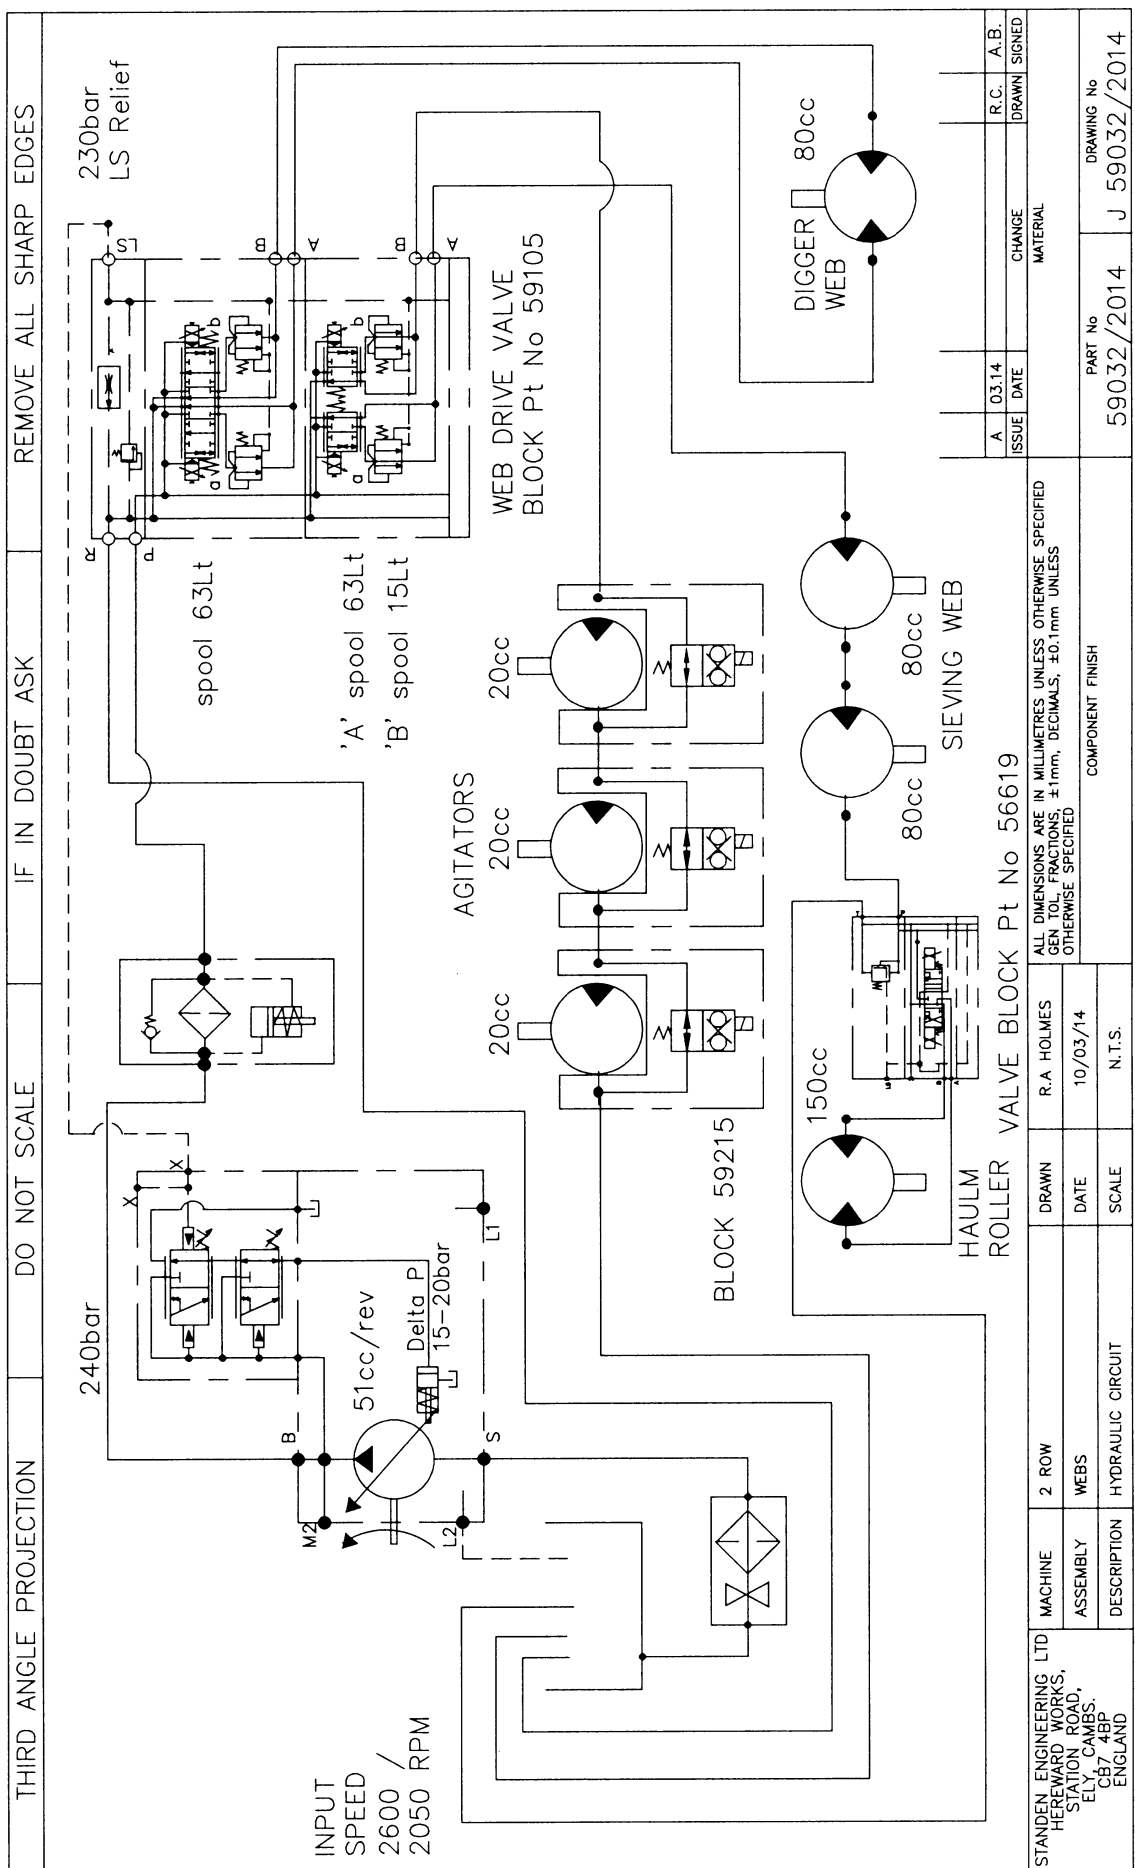 THIRD ANGLE PROJECTION
DO NOT SCALE
IF IN DOUBT ASK
REMOVE ALL SHARP EDGES
230bar
LS Relief
240bar
X
X
B
M2
51cc/rev
Delta P
15-20bar
L1
L2
S
INPUT
SPEED
2600 /
2050 RPM
R
P
LS
B
A
B
A
a
b
a
b
spool 63Lt
'A' spool 63Lt
'B' spool 15Lt
WEB DRIVE VALVE
BLOCK Pt No 59105
AGITATORS
20cc
20cc
20cc
BLOCK 59215
DIGGER
WEB
80cc
80cc
80cc
SIEVING WEB
150cc
HAULM
ROLLER
VALVE BLOCK Pt No 56619
T
P
LS
B
A
STANDEN ENGINEERING LTD
HEREWARD WORKS,
STATION ROAD,
ELY, CAMBS.
CB7 4BP
ENGLAND
MACHINE
2 ROW
ASSEMBLY
WEBS
DESCRIPTION
HYDRAULIC CIRCUIT
DRAWN
R.A HOLMES
DATE
10/03/14
SCALE
N.T.S.
ALL DIMENSIONS ARE IN MILLIMETRES UNLESS OTHERWISE SPECIFIED
GEN TOL, FRACTIONS, ±1mm, DECIMALS, ±0.1mm UNLESS
OTHERWISE SPECIFIED
COMPONENT FINISH
A
03.14
R.C.
A.B.
ISSUE
DATE
CHANGE
DRAWN
SIGNED
MATERIAL
PART No
59032/2014
DRAWING No
J 59032/2014